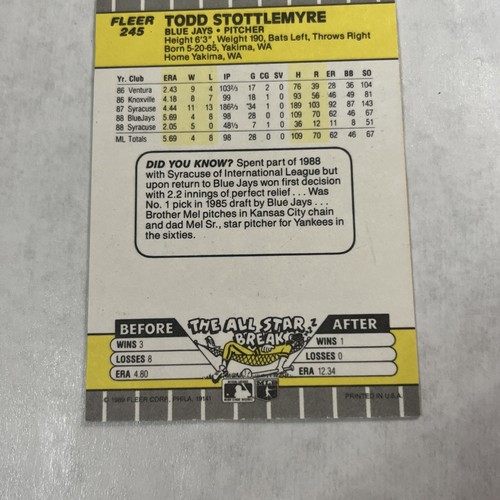 FLEER
245
TODD STOTTLEMYRE
BLUE JAYS • PITCHER
Height 6'3", Weight 190, Bats Left, Throws Right
Born 5-20-65, Yakima, WA
Home Yakima, WA
Yr. Club ERA W L IP G CG SV H R ER BB SO
86 Ventura 2.43 9 4 103⅔ 17 2 0 76 39 28 36 104
86 Knoxville 4.18 8 7 99 18 1 0 93 56 46 49 81
87 Syracuse 4.44 11 13 186⅔ 34 1 0 189 103 92 87 143
88 BlueJays 5.69 4 8 98 28 0 0 109 70 62 46 67
88 Syracuse 2.05 5 0 48⅓ 7 1 0 36 12 11 8 51
ML Totals 5.69 4 8 98 28 0 0 109 70 62 46 67
DID YOU KNOW? Spent part of 1988
with Syracuse of International League but
upon return to Blue Jays won first decision
with 2.2 innings of perfect relief . . . Was
No. 1 pick in 1985 draft by Blue Jays . . .
Brother Mel pitches in Kansas City chain
and dad Mel Sr., star pitcher for Yankees in
the sixties.
BEFORE THE ALL STAR BREAK AFTER
WINS 3 WINS 1
LOSSES 8 LOSSES 0
ERA 4.80 ERA 12.34
© 1989 FLEER CORP., PHILA. 19141 PRINTED IN U.S.A.